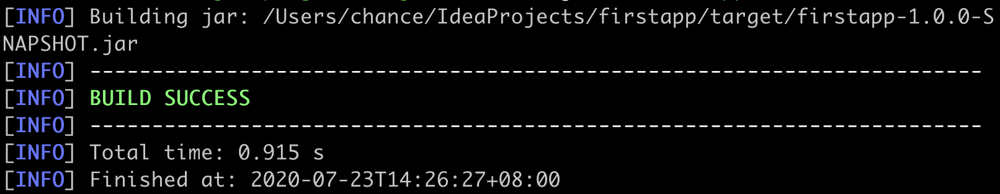 [INFO] Building jar: /Users/chance/IdeaProjects/firstapp/target/firstapp-1.0.0-S
NAPSHOT.jar
[INFO] ------------------------------------------------------------------------
[INFO] BUILD SUCCESS
[INFO] ------------------------------------------------------------------------
[INFO] Total time: 0.915 s
[INFO] Finished at: 2020-07-23T14:26:27+08:00